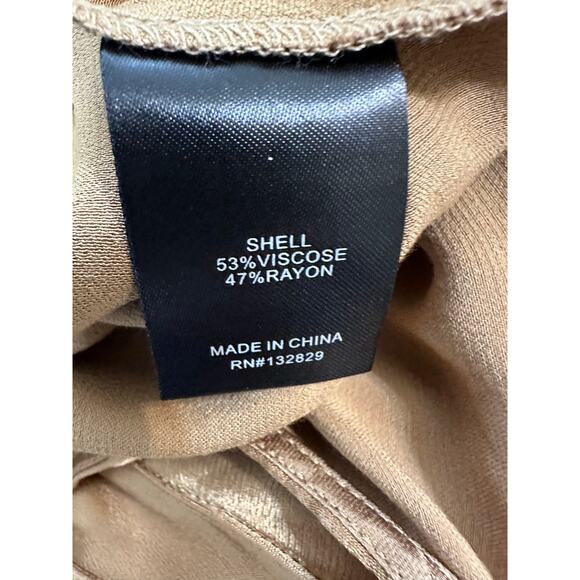 SHELL
53%VISCOSE
47%RAYON
MADE IN CHINA
RN#132829